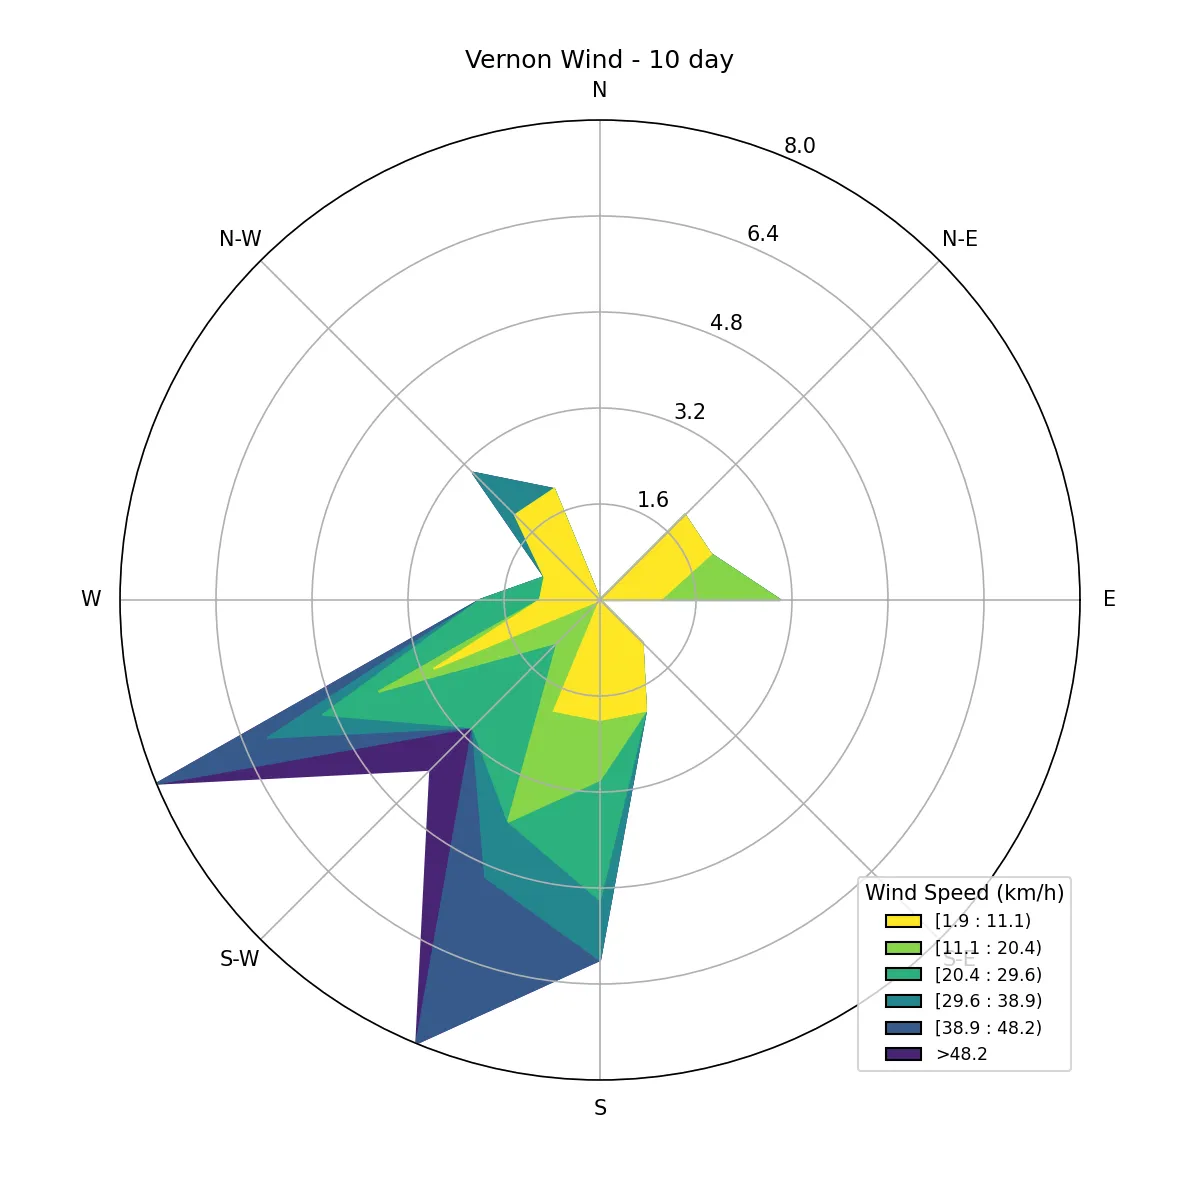 Vernon Wind - 10 day
N
8.0
N-W
6.4
N-E
4.8
3.2
1.6
W
E
Wind Speed (km/h)
[1.9 : 11.1)
[11.1 : 20.4)
S-W
S-E
[20.4 : 29.6)
[29.6 : 38.9)
[38.9 : 48.2)
>48.2
S